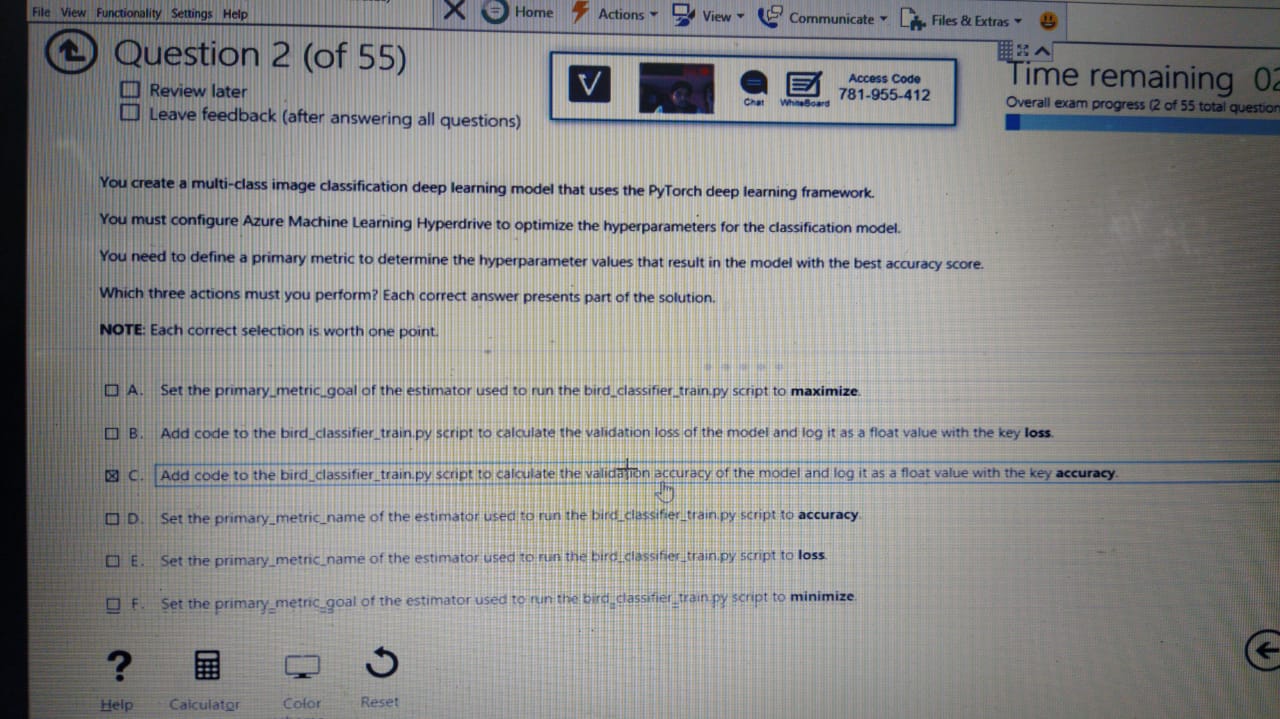 File View Functionality Settings Help
Home Actions View Communicate Files & Extras
Question 2 (of 55)
Review later
Leave feedback (after answering all questions)
V
Chat
WhiteBoard
Access Code
781-955-412
Time remaining
Overall exam progress (2 of 55 total question
You create a multi-class image classification deep learning model that uses the PyTorch deep learning framework.
You must configure Azure Machine Learning Hyperdrive to optimize the hyperparameters for the classification model.
You need to define a primary metric to determine the hyperparameter values that result in the model with the best accuracy score.
Which three actions must you perform? Each correct answer presents part of the solution.
NOTE: Each correct selection is worth one point.
A. Set the primary_metric_goal of the estimator used to run the bird_classifier_train.py script to maximize.
B. Add code to the bird_classifier_train.py script to calculate the validation loss of the model and log it as a float value with the key loss.
C. Add code to the bird_classifier_train.py script to calculate the validation accuracy of the model and log it as a float value with the key accuracy.
D. Set the primary_metric_name of the estimator used to run the bird_classifier_train.py script to accuracy.
E. Set the primary_metric_name of the estimator used to run the bird_classifier_train.py script to loss.
F. Set the primary_metric_goal of the estimator used to run the bird_classifier_train.py script to minimize.
Help Calculator Color Reset